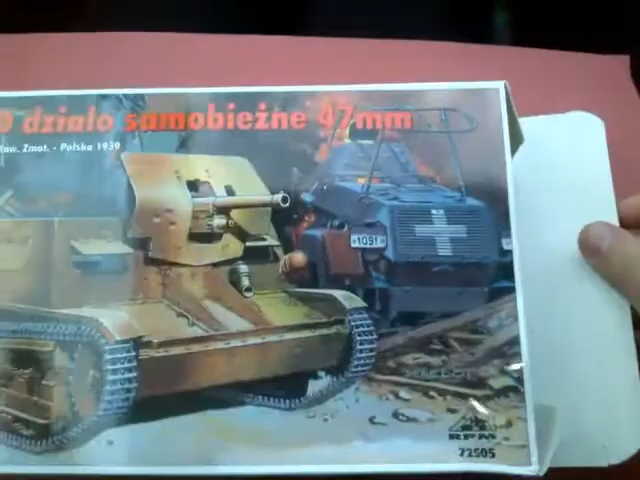 działo samobieżne 47mm
Zmot. - Polska 1939
1091
RPM
72505